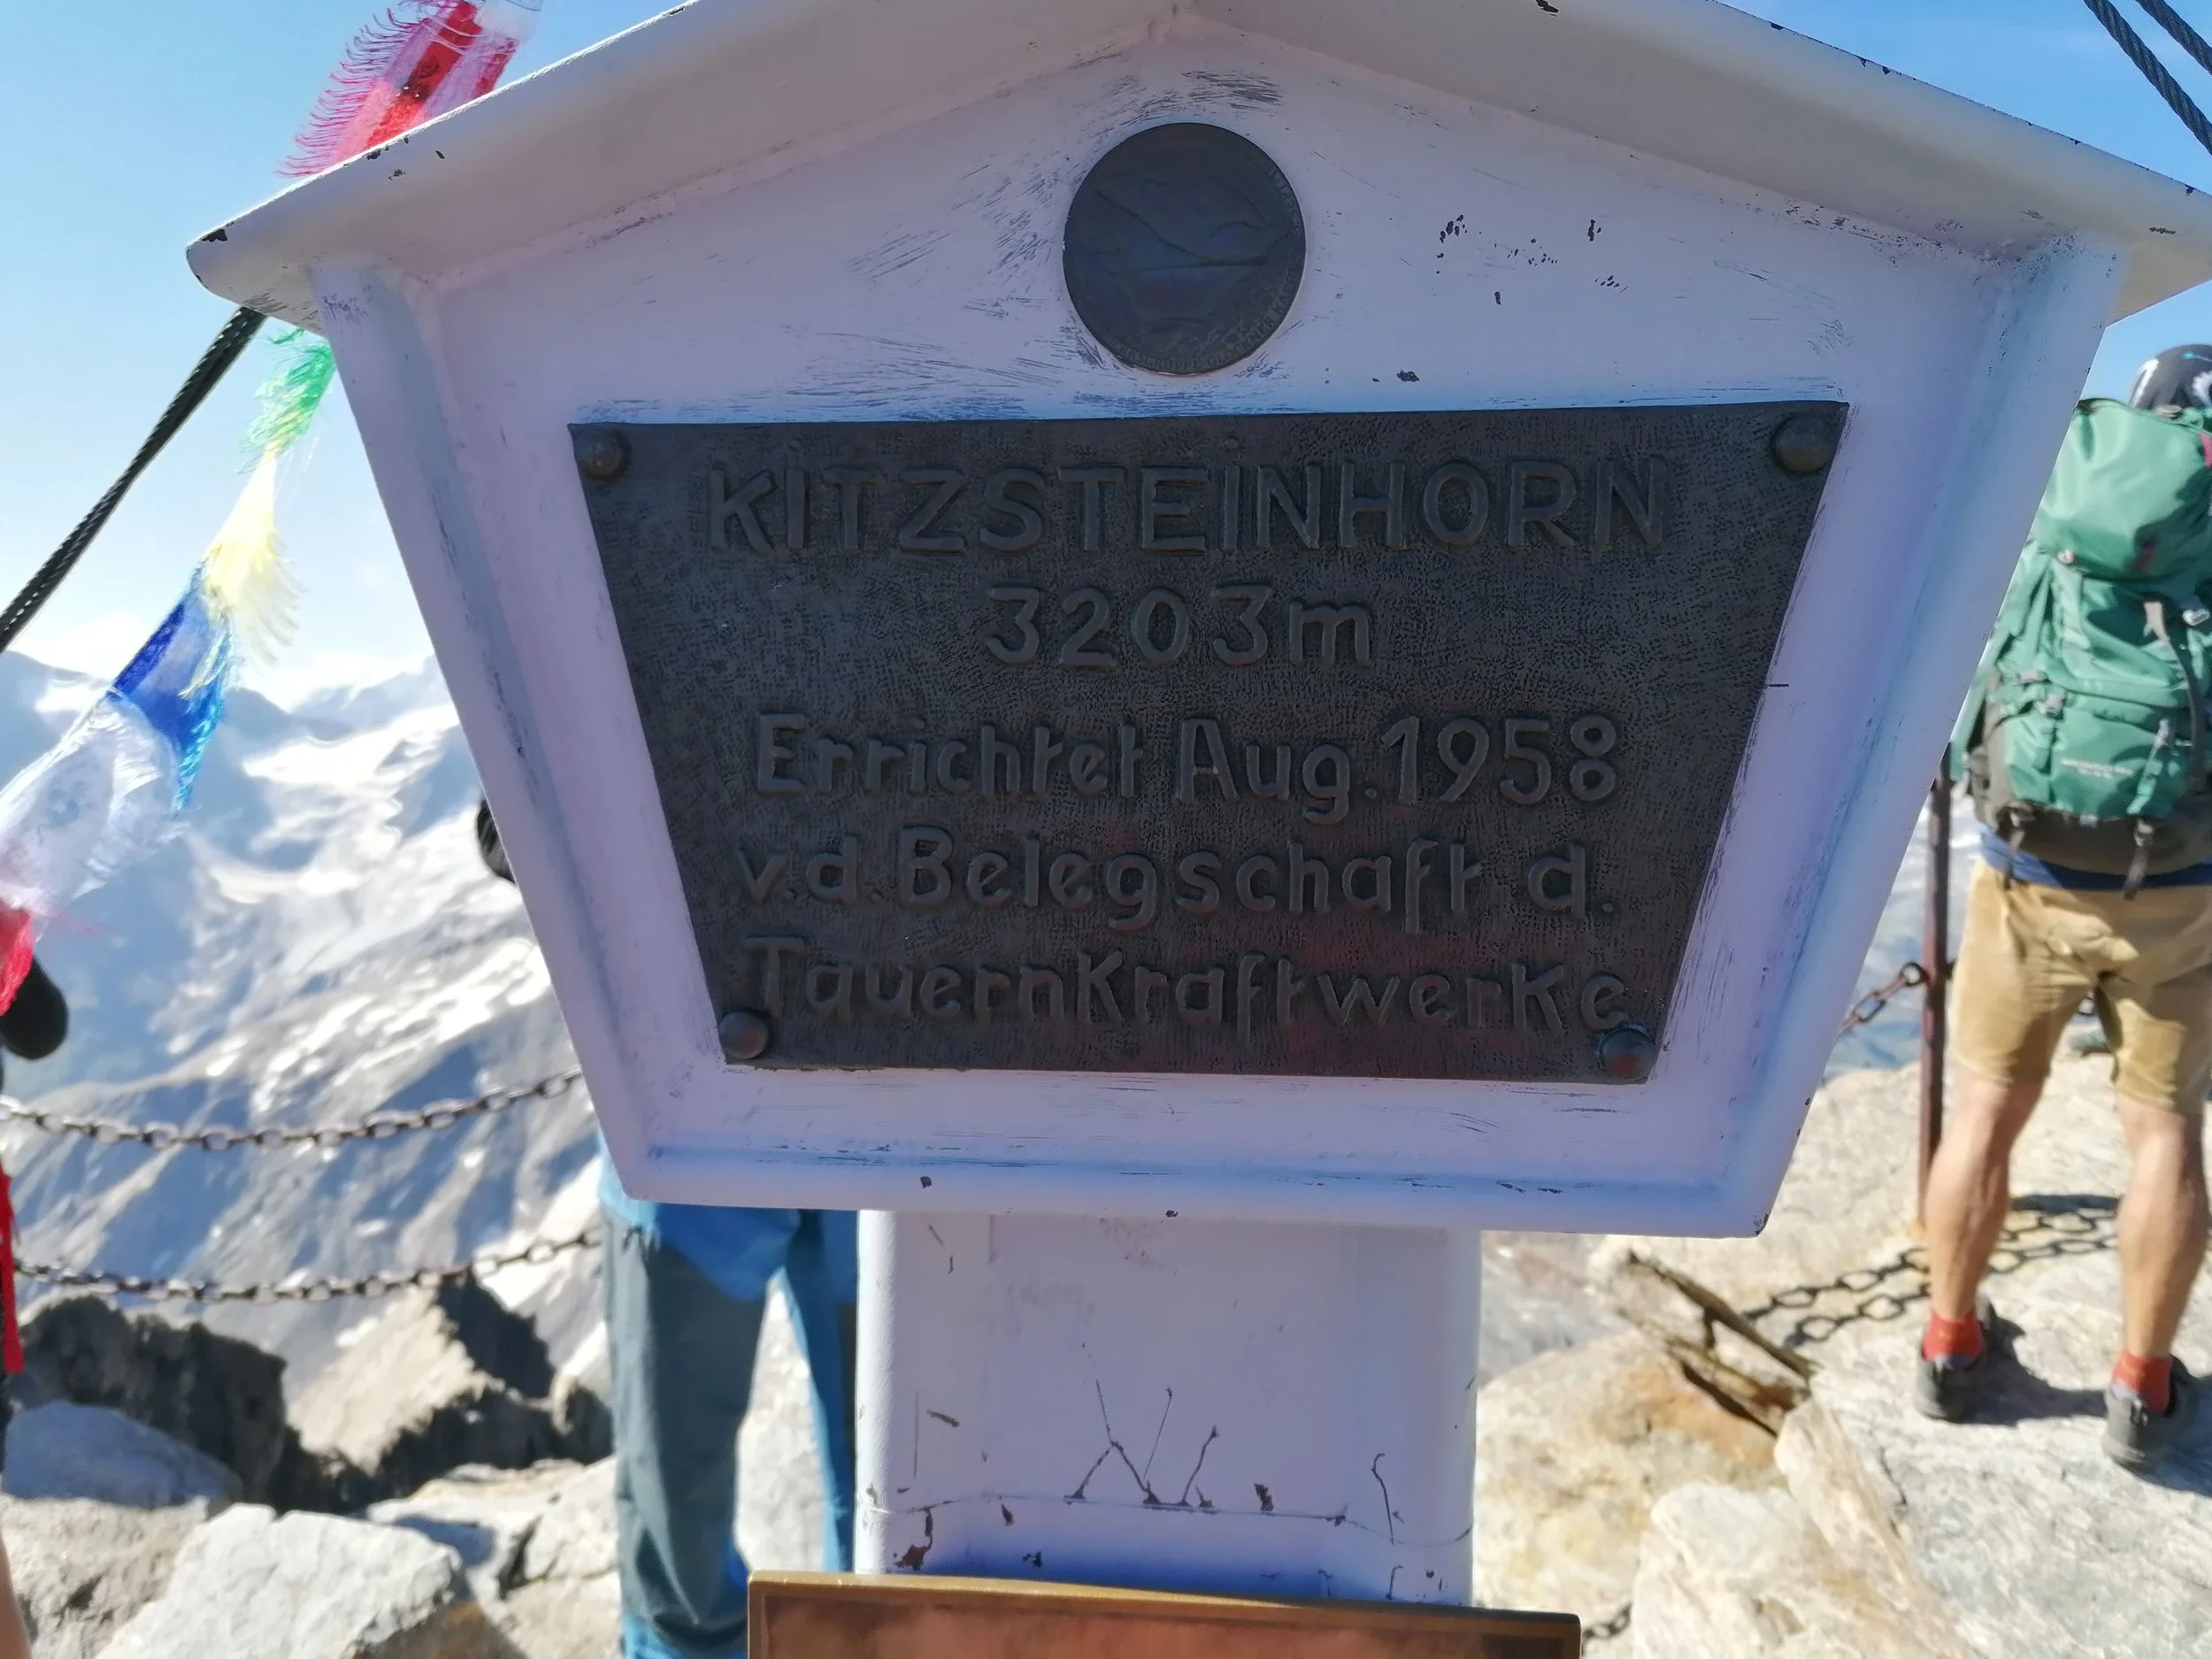 KITZSTEINHORN
3203m
Errichtet Aug. 1958
v.d. Belegschaft d.
TauernKraftwerke